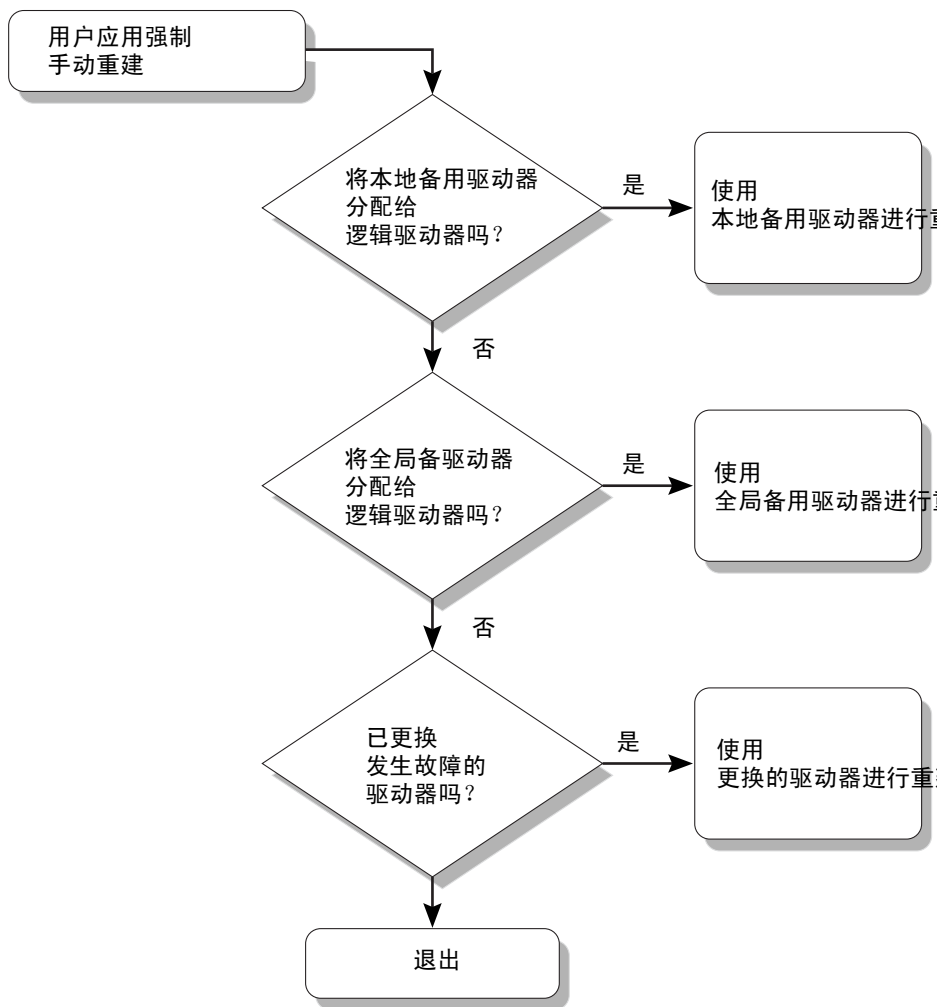 用户应用强制
手动重建
将本地备用驱动器
分配给
逻辑驱动器吗？
是
使用
本地备用驱动器进行重
否
将全局备驱动器
分配给
逻辑驱动器吗？
是
使用
全局备用驱动器进行重
否
已更换
发生故障的
驱动器吗？
是
使用
更换的驱动器进行重
退出